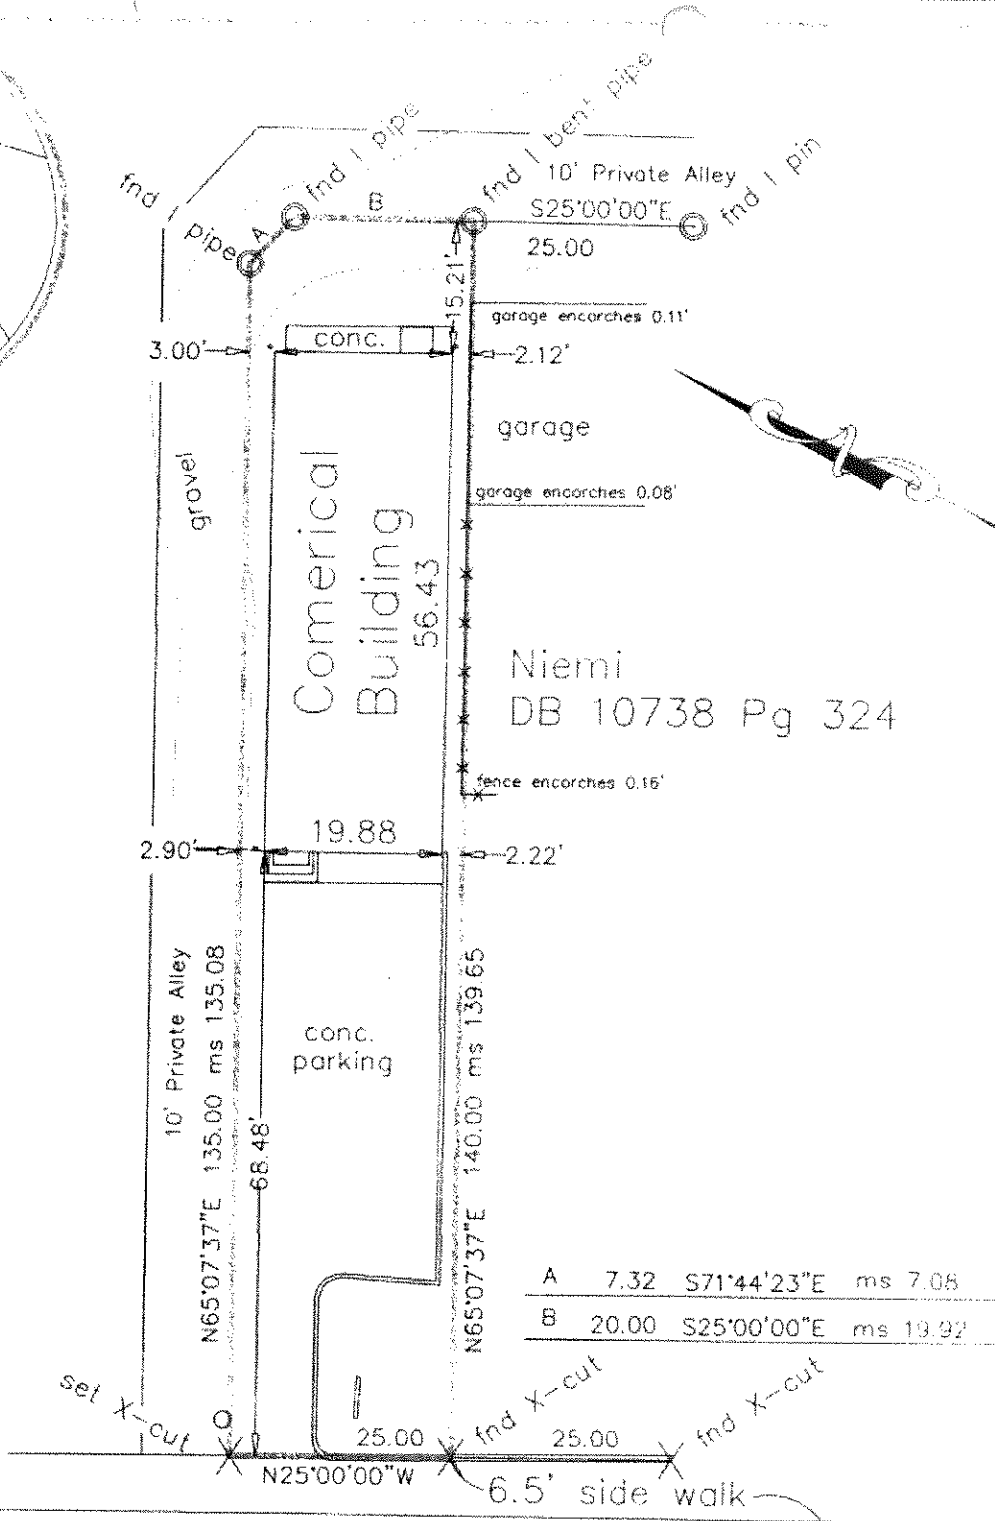 fnd I pipe
fnd I bent pipe
fnd I pin
fnd pipe
A
B
10' Private Alley
S25°00'00"E
25.00
15.21'
garage encorches 0.11'
conc.
3.00'
2.12'
garage
gravel
garage encorches 0.08'
Comerical
Building
56.43
Niemi
DB 10738 Pg 324
fence encorches 0.16'
19.88
2.90'
2.22'
10' Private Alley
N65°07'37"E 135.00 ms 135.08
68.48'
conc.
parking
N65°07'37"E 140.00 ms 139.65
A 7.32 S71°44'23"E ms 7.08
B 20.00 S25°00'00"E ms 19.92
set X-cut
25.00
fnd X-cut
25.00
fnd X-cut
N25°00'00"W
6.5' side walk